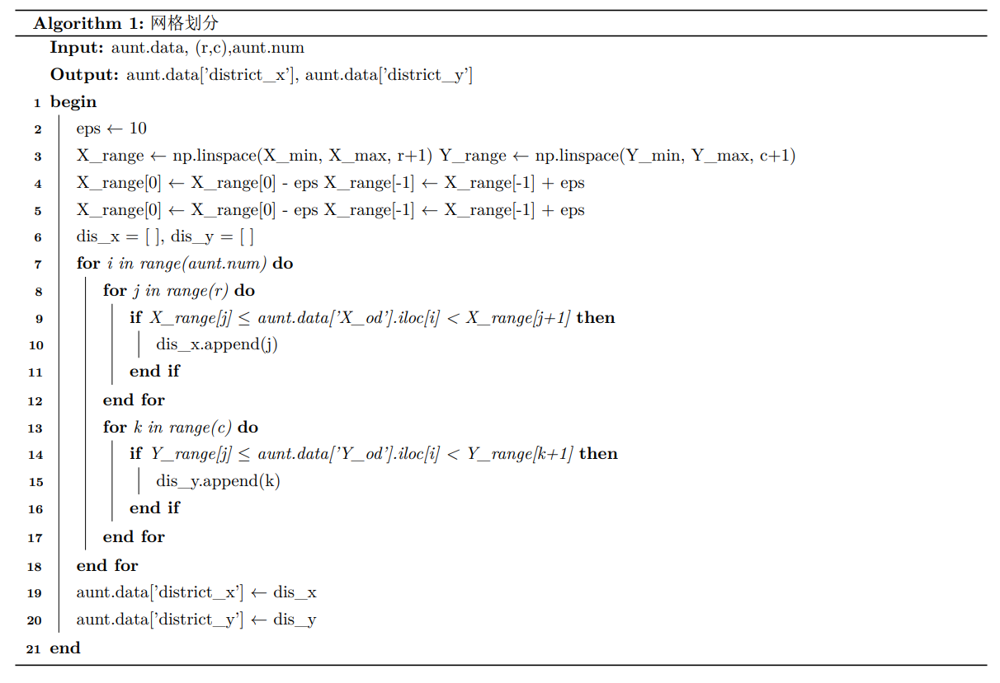 Algorithm 1: 网格划分
Input: aunt.data, (r,c),aunt.num
Output: aunt.data['district_x'], aunt.data['district_y']
1 begin
2 eps ← 10
3 X_range ← np.linspace(X_min, X_max, r+1) Y_range ← np.linspace(Y_min, Y_max, c+1)
4 X_range[0] ← X_range[0] - eps X_range[-1] ← X_range[-1] + eps
5 X_range[0] ← X_range[0] - eps X_range[-1] ← X_range[-1] + eps
6 dis_x = [ ], dis_y = [ ]
7 for i in range(aunt.num) do
8 for j in range(r) do
9 if X_range[j] ≤ aunt.data['X_od'].iloc[i] < X_range[j+1] then
10 dis_x.append(j)
11 end if
12 end for
13 for k in range(c) do
14 if Y_range[j] ≤ aunt.data['Y_od'].iloc[i] < Y_range[k+1] then
15 dis_y.append(k)
16 end if
17 end for
18 end for
19 aunt.data['district_x'] ← dis_x
20 aunt.data['district_y'] ← dis_y
21 end